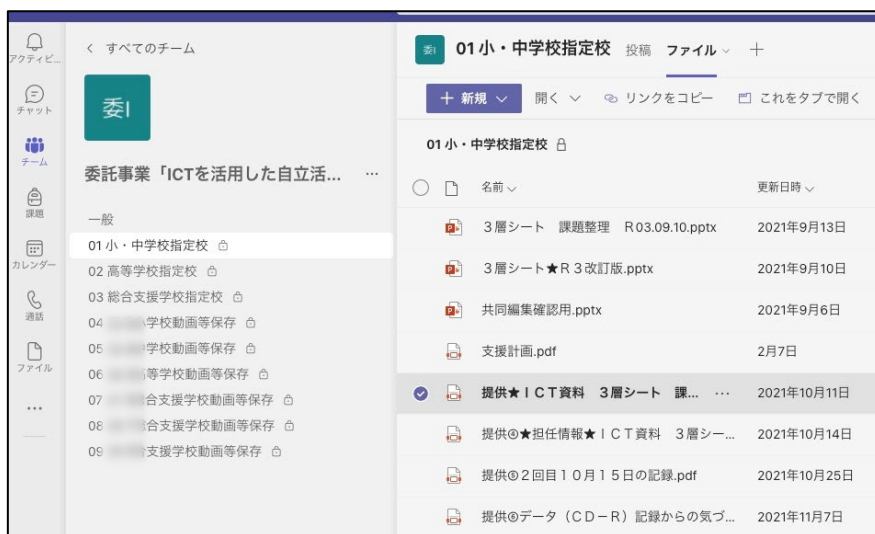 アクティビ...
チャット
チーム
課題
カレンダー
通話
ファイル
< すべてのチーム
委I
委託事業「ICTを活用した自立活...
一般
01 小・中学校指定校
02 高等学校指定校
03 総合支援学校指定校
04 学校動画等保存
05 学校動画等保存
06 等学校動画等保存
07 合支援学校動画等保存
08 合支援学校動画等保存
09 支援学校動画等保存
委I 01 小・中学校指定校 投稿 ファイル
+ 新規 開く リンクをコピー これをタブで開く
01 小・中学校指定校
名前 更新日時
3層シート 課題整理 R03.09.10.pptx 2021年9月13日
3層シート★R3改訂版.pptx 2021年9月10日
共同編集確認用.pptx 2021年9月6日
支援計画.pdf 2月7日
提供★ICT資料 3層シート 課... 2021年10月11日
提供④★担任情報★ICT資料 3層シー... 2021年10月14日
2回目10月15日の記録.pdf 2021年10月25日
データ(CD-R)記録からの気づ... 2021年11月7日